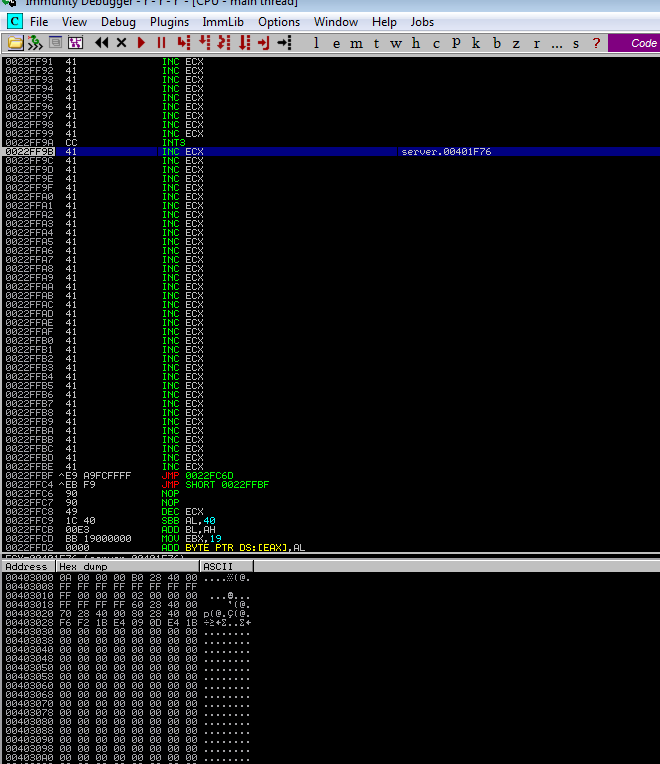 Immunity Debugger - r - r - r - [CPU - main thread]
C File View Debug Plugins ImmLib Options Window Help Jobs
l e m t w h c p k b z r ... s ? Code
0022FF91 41 INC ECX
0022FF92 41 INC ECX
0022FF93 41 INC ECX
0022FF94 41 INC ECX
0022FF95 41 INC ECX
0022FF96 41 INC ECX
0022FF97 41 INC ECX
0022FF98 41 INC ECX
0022FF99 41 INC ECX
0022FF9A CC INT3
0022FF9B 41 INC ECX server.00401F76
0022FF9C 41 INC ECX
0022FF9D 41 INC ECX
0022FF9E 41 INC ECX
0022FF9F 41 INC ECX
0022FFA0 41 INC ECX
0022FFA1 41 INC ECX
0022FFA2 41 INC ECX
0022FFA3 41 INC ECX
0022FFA4 41 INC ECX
0022FFA5 41 INC ECX
0022FFA6 41 INC ECX
0022FFA7 41 INC ECX
0022FFA8 41 INC ECX
0022FFA9 41 INC ECX
0022FFAA 41 INC ECX
0022FFAB 41 INC ECX
0022FFAC 41 INC ECX
0022FFAD 41 INC ECX
0022FFAE 41 INC ECX
0022FFAF 41 INC ECX
0022FFB0 41 INC ECX
0022FFB1 41 INC ECX
0022FFB2 41 INC ECX
0022FFB3 41 INC ECX
0022FFB4 41 INC ECX
0022FFB5 41 INC ECX
0022FFB6 41 INC ECX
0022FFB7 41 INC ECX
0022FFB8 41 INC ECX
0022FFB9 41 INC ECX
0022FFBA 41 INC ECX
0022FFBB 41 INC ECX
0022FFBC 41 INC ECX
0022FFBD 41 INC ECX
0022FFBE 41 INC ECX
0022FFBF ^E9 A9FCFFFF JMP 0022FC6D
0022FFC4 ^EB F9 JMP SHORT 0022FFBF
0022FFC6 90 NOP
0022FFC7 90 NOP
0022FFC8 49 DEC ECX
0022FFC9 1C 40 SBB AL,40
0022FFCB 00E3 ADD BL,AH
0022FFCD BB 19000000 MOV EBX,19
0022FFD2 0000 ADD BYTE PTR DS:[EAX],AL
ECX=00401F76 (server.00401F76)
Address Hex dump ASCII
00403000 0A 00 00 00 B0 28 40 00 ....░(@.
00403008 FF FF FF FF FF FF FF FF
00403010 FF 00 00 00 02 00 00 00 ...☻...
00403018 FF FF FF FF 60 28 40 00 `(@.
00403020 70 28 40 00 80 28 40 00 p(@.Ç(@.
00403028 F6 F2 1B E4 09 0D E4 1B ÷≥←Σ..Σ←
00403030 00 00 00 00 00 00 00 00 ........
00403038 00 00 00 00 00 00 00 00 ........
00403040 00 00 00 00 00 00 00 00 ........
00403048 00 00 00 00 00 00 00 00 ........
00403050 00 00 00 00 00 00 00 00 ........
00403058 00 00 00 00 00 00 00 00 ........
00403060 00 00 00 00 00 00 00 00 ........
00403068 00 00 00 00 00 00 00 00 ........
00403070 00 00 00 00 00 00 00 00 ........
00403078 00 00 00 00 00 00 00 00 ........
00403080 00 00 00 00 00 00 00 00 ........
00403088 00 00 00 00 00 00 00 00 ........
00403090 00 00 00 00 00 00 00 00 ........
00403098 00 00 00 00 00 00 00 00 ........
004030A0 00 00 00 00 00 00 00 00 ........